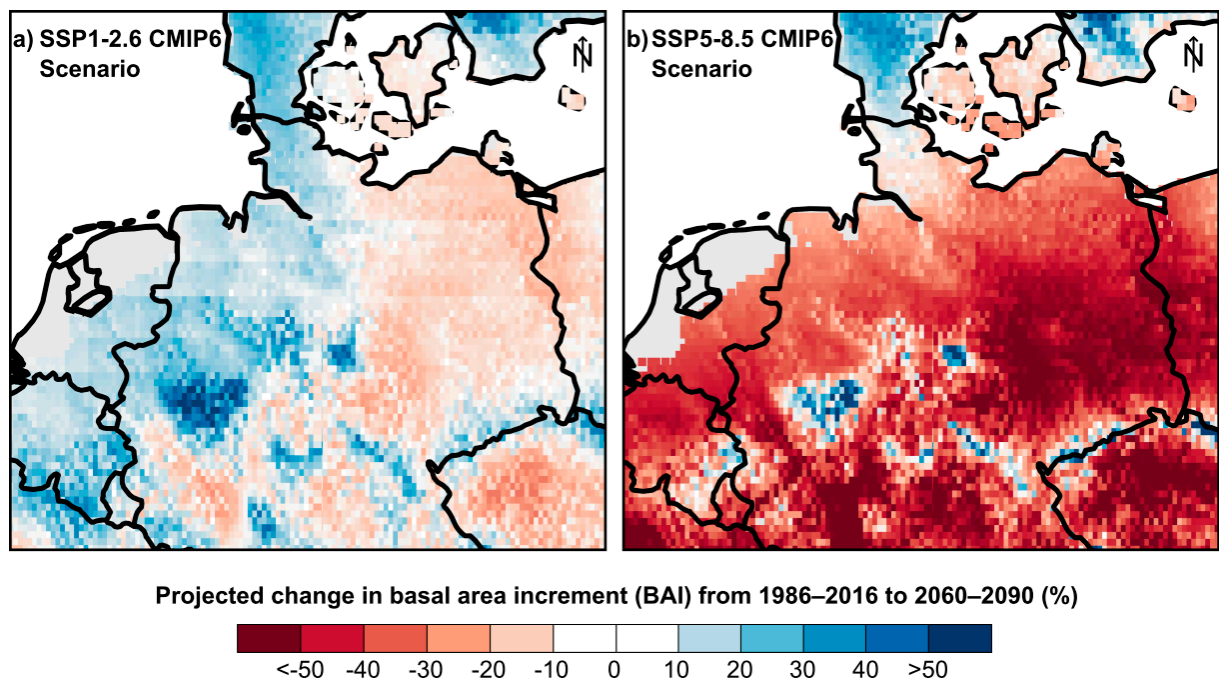 a) SSP1-2.6 CMIP6
Scenario
N
b) SSP5-8.5 CMIP6
Scenario
N
Projected change in basal area increment (BAI) from 1986–2016 to 2060–2090 (%)
<-50 -40 -30 -20 -10 0 10 20 30 40 >50